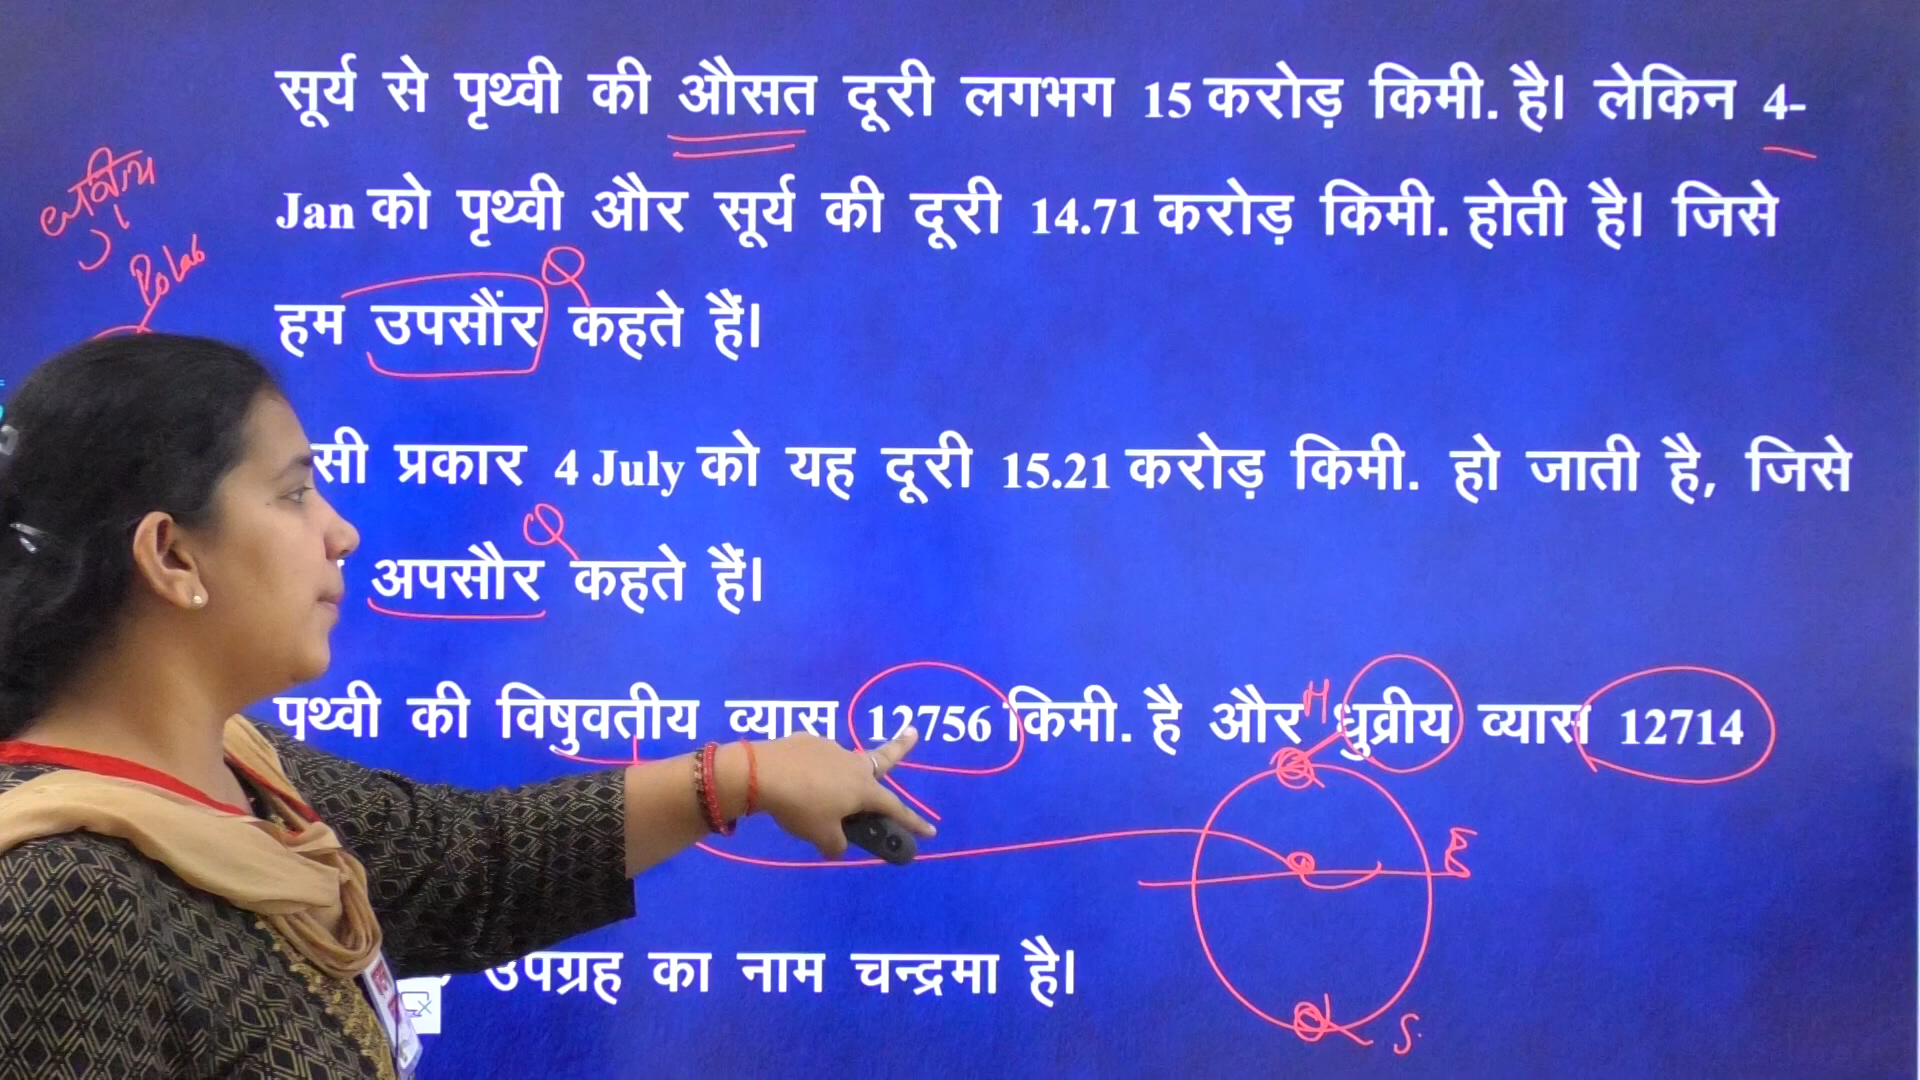 सूर्य से पृथ्वी की औसत दूरी लगभग 15 करोड़ किमी. है। लेकिन 4-
Jan को पृथ्वी और सूर्य की दूरी 14.71 करोड़ किमी. होती है। जिसे
हम उपसौंर कहते हैं।
सी प्रकार 4 July को यह दूरी 15.21 करोड़ किमी. हो जाती है, जिसे
अपसौर कहते हैं।
पृथ्वी की विषुवतीय व्यास 12756 किमी. है और ध्रुवीय व्यास 12714
उपग्रह का नाम चन्द्रमा है।
E
S.